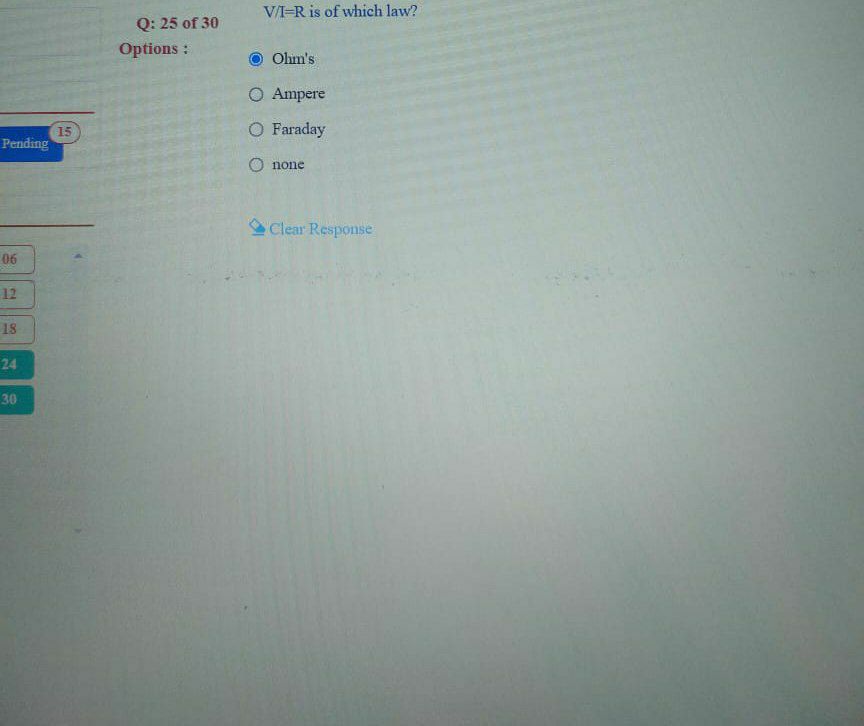 V/I=R is of which law?
Q: 25 of 30
Options :
Ohm's
Ampere
Faraday
none
Clear Response
Pending
15
06
12
18
24
30